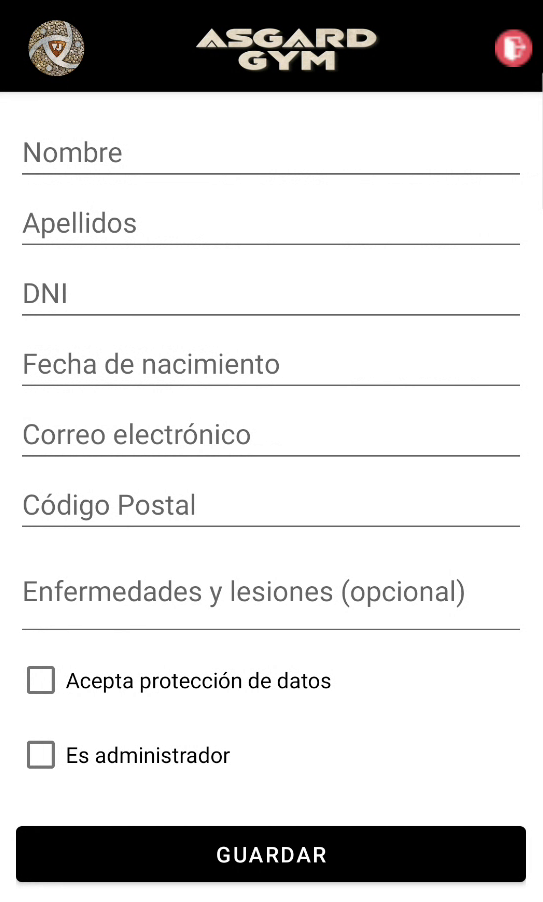 ASGARD
GYM
Nombre
Apellidos
DNI
Fecha de nacimiento
Correo electrónico
Código Postal
Enfermedades y lesiones (opcional)
Acepta protección de datos
Es administrador
GUARDAR